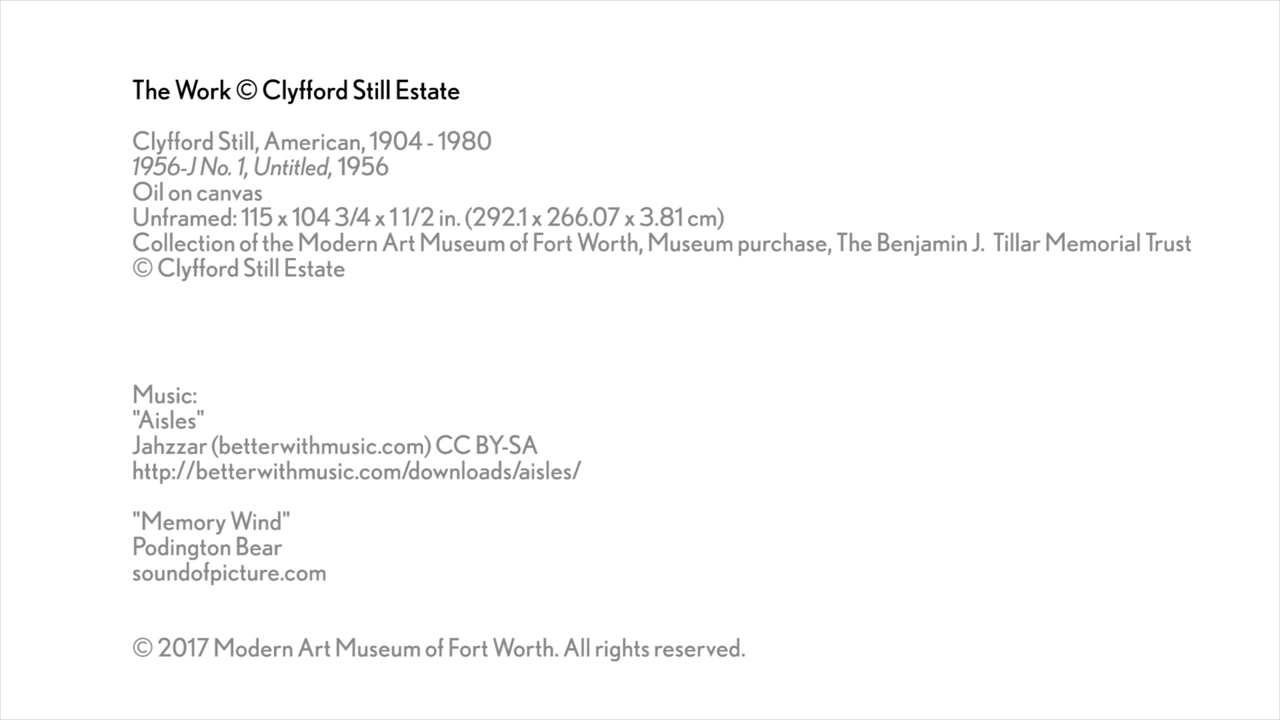 The Work © Clyfford Still Estate
Clyfford Still, American, 1904 - 1980
1956-J No. 1, Untitled, 1956
Oil on canvas
Unframed: 115 x 104 3/4 x 1 1/2 in. (292.1 x 266.07 x 3.81 cm)
Collection of the Modern Art Museum of Fort Worth, Museum purchase, The Benjamin J. Tillar Memorial Trust
© Clyfford Still Estate
Music:
"Aisles"
Jahzzar (betterwithmusic.com) CC BY-SA
http://betterwithmusic.com/downloads/aisles/
"Memory Wind"
Podington Bear
soundofpicture.com
© 2017 Modern Art Museum of Fort Worth. All rights reserved.